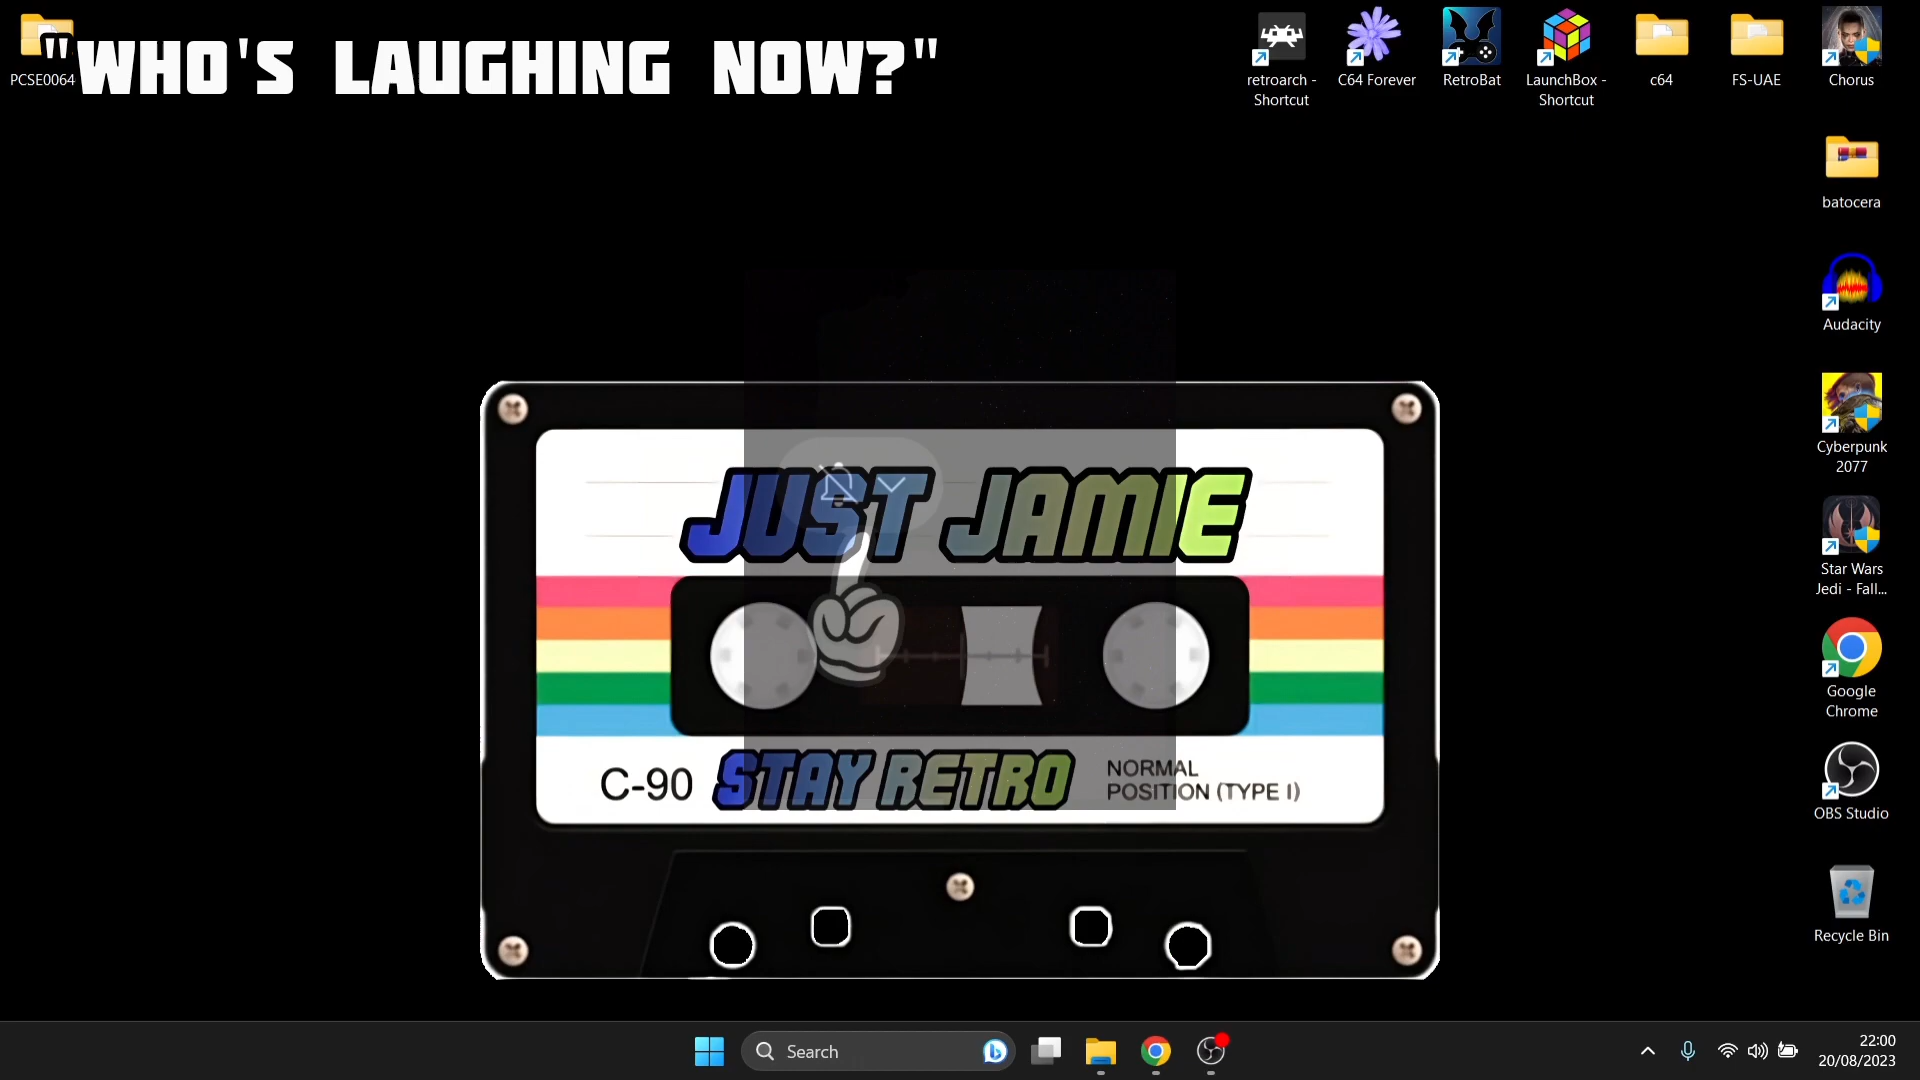 "WHO'S LAUGHING NOW?"
PCSE0064
retroarch -
Shortcut
C64 Forever
RetroBat
LaunchBox -
Shortcut
c64
FS-UAE
Chorus
batocera
Audacity
Cyberpunk
2077
Star Wars
Jedi - Fall...
Google
Chrome
OBS Studio
Recycle Bin
JUST JAMIE
C-90
STAY RETRO
NORMAL
POSITION (TYPE I)
Search
22:00
20/08/2023